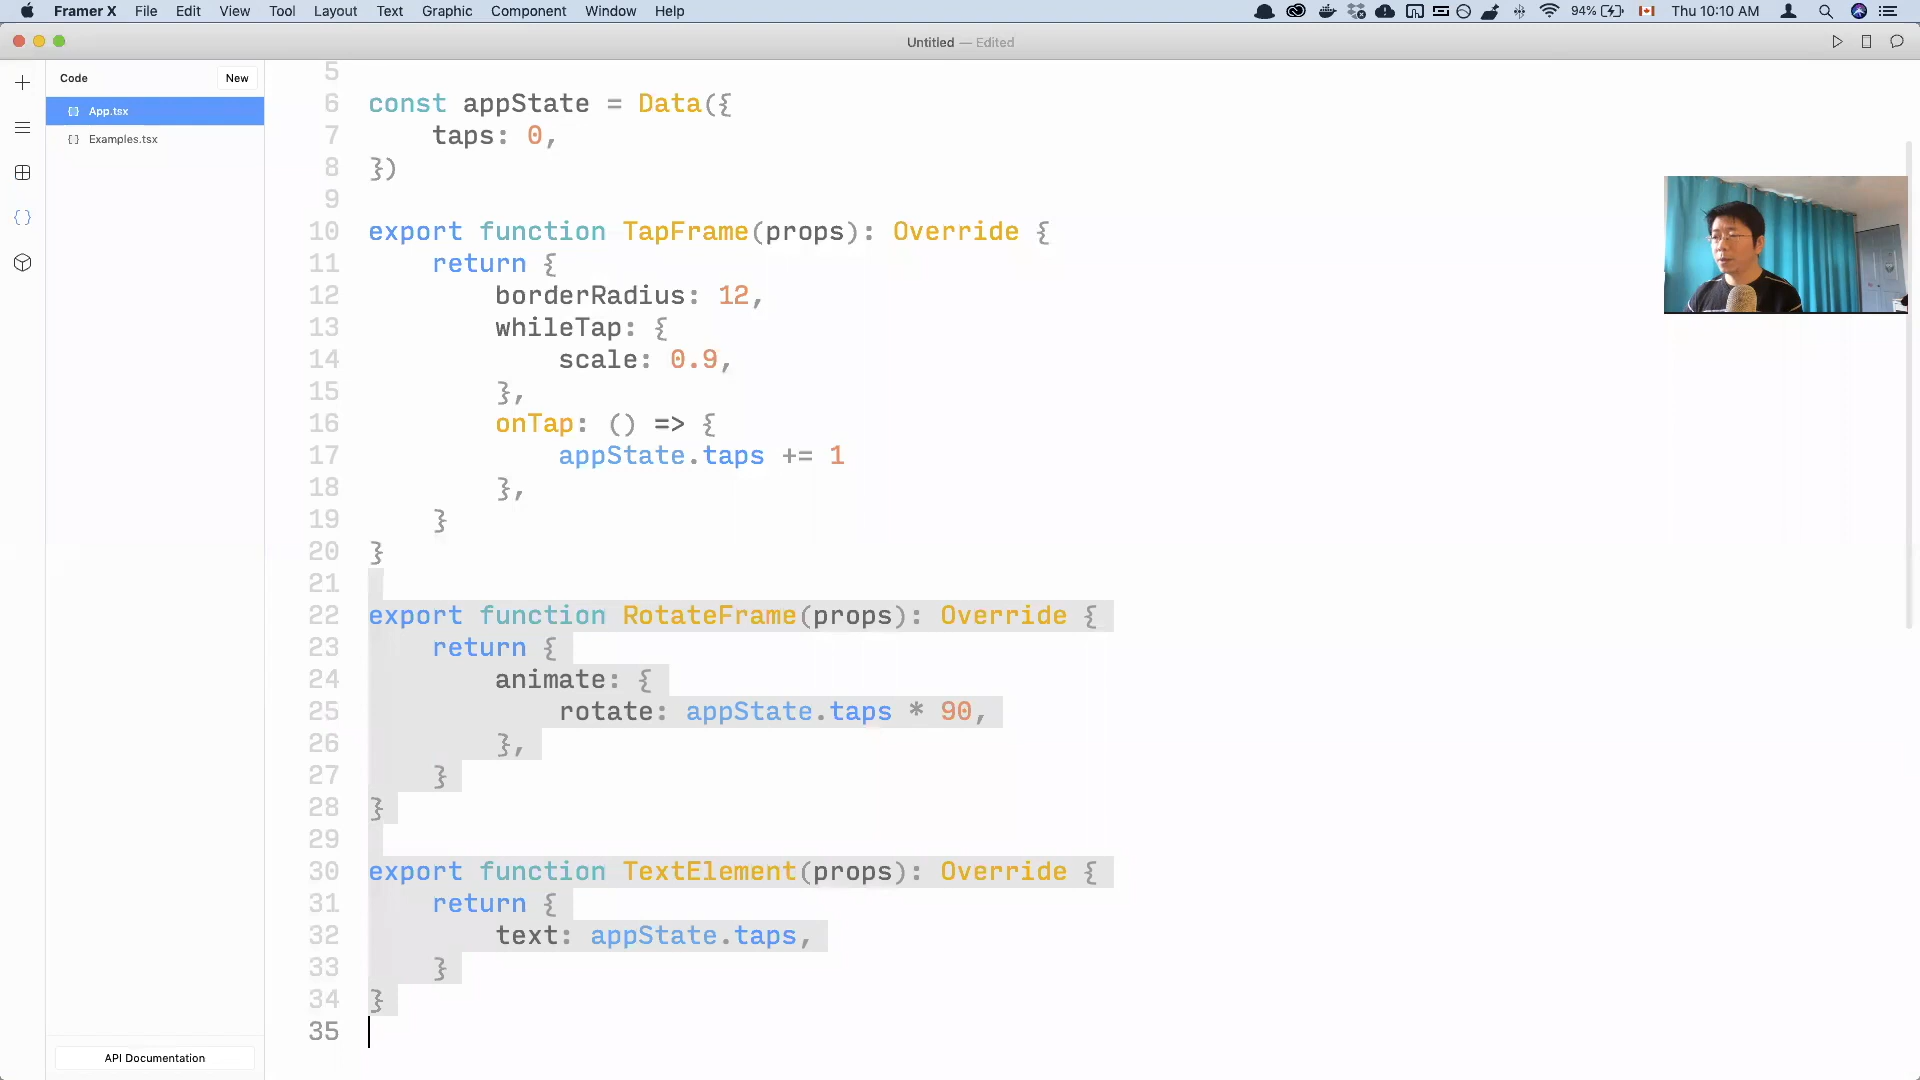 Framer X File Edit View Tool Layout Text Graphic Component Window Help 94% Thu 10:10 AM
Untitled — Edited
Code New
App.tsx
Examples.tsx
API Documentation
5
6 const appState = Data({
7 taps: 0,
8 })
9
10 export function TapFrame(props): Override {
11 return {
12 borderRadius: 12,
13 whileTap: {
14 scale: 0.9,
15 },
16 onTap: () => {
17 appState.taps += 1
18 },
19 }
20 }
21
22 export function RotateFrame(props): Override {
23 return {
24 animate: {
25 rotate: appState.taps * 90,
26 },
27 }
28 }
29
30 export function TextElement(props): Override {
31 return {
32 text: appState.taps,
33 }
34 }
35